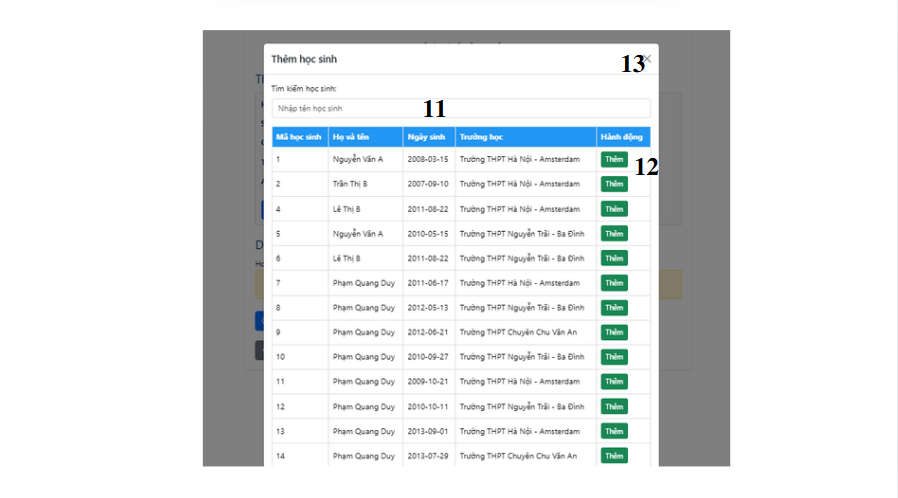 Thêm học sinh
13
Tìm kiếm học sinh:
Nhập tên học sinh
11
Mã học sinh Họ và tên Ngày sinh Trường học Hành động
1 Nguyễn Văn A 2008-03-15 Trường THPT Hà Nội - Amsterdam Thêm
12
2 Trần Thị B 2007-09-10 Trường THPT Hà Nội - Amsterdam Thêm
4 Lê Thị B 2011-08-22 Trường THPT Hà Nội - Amsterdam Thêm
5 Nguyễn Văn A 2010-05-15 Trường THPT Nguyễn Trãi - Ba Đình Thêm
6 Lê Thị B 2011-08-22 Trường THPT Nguyễn Trãi - Ba Đình Thêm
7 Phạm Quang Duy 2011-06-17 Trường THPT Hà Nội - Amsterdam Thêm
8 Phạm Quang Duy 2012-05-13 Trường THPT Nguyễn Trãi - Ba Đình Thêm
9 Phạm Quang Duy 2012-06-21 Trường THPT Chuyên Chu Văn An Thêm
10 Phạm Quang Duy 2010-09-27 Trường THPT Nguyễn Trãi - Ba Đình Thêm
11 Phạm Quang Duy 2009-10-21 Trường THPT Hà Nội - Amsterdam Thêm
12 Phạm Quang Duy 2010-10-11 Trường THPT Nguyễn Trãi - Ba Đình Thêm
13 Phạm Quang Duy 2013-09-01 Trường THPT Hà Nội - Amsterdam Thêm
14 Phạm Quang Duy 2013-07-29 Trường THPT Chuyên Chu Văn An Thêm